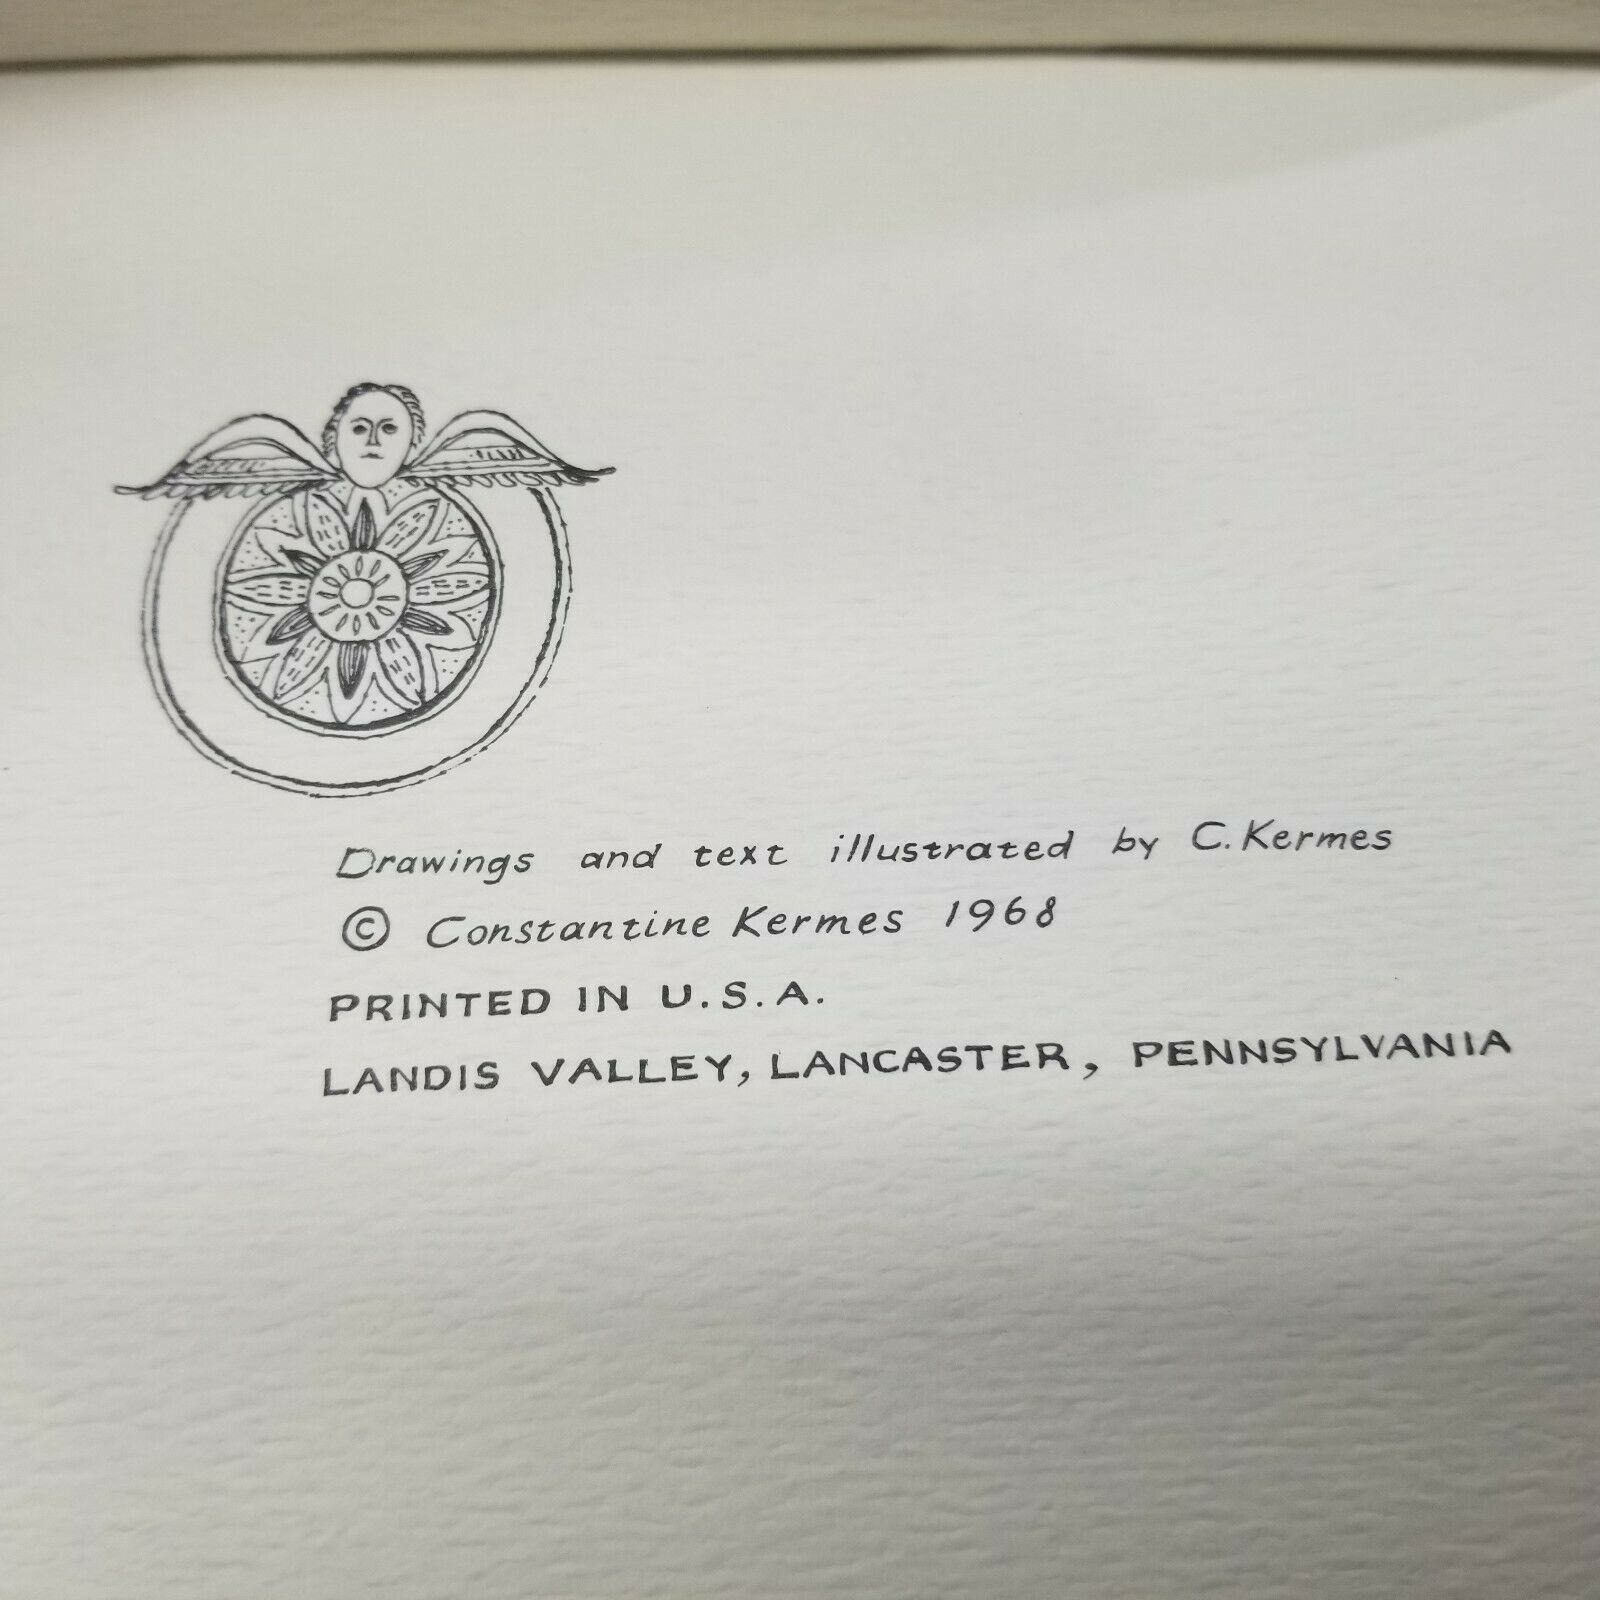 Drawings and text illustrated by C. Kermes
© Constantine Kermes 1968
PRINTED IN U.S.A.
LANDIS VALLEY, LANCASTER, PENNSYLVANIA